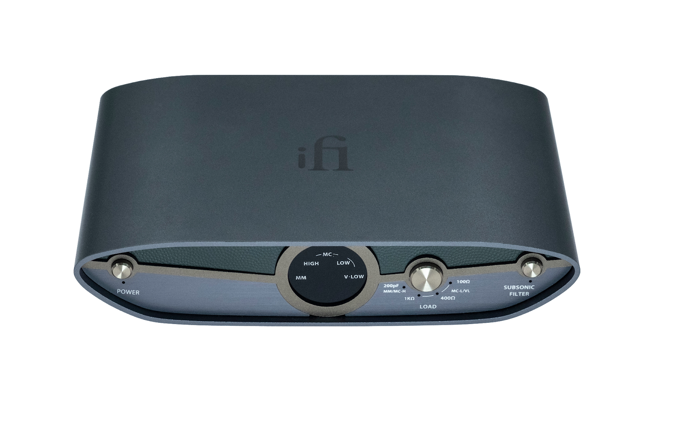 ifi
MC
HIGH LOW
MM V·LOW
POWER
200pF 100Ω
MM/MC-H MC-L/VL
1KΩ 400Ω
LOAD
SUBSONIC
FILTER